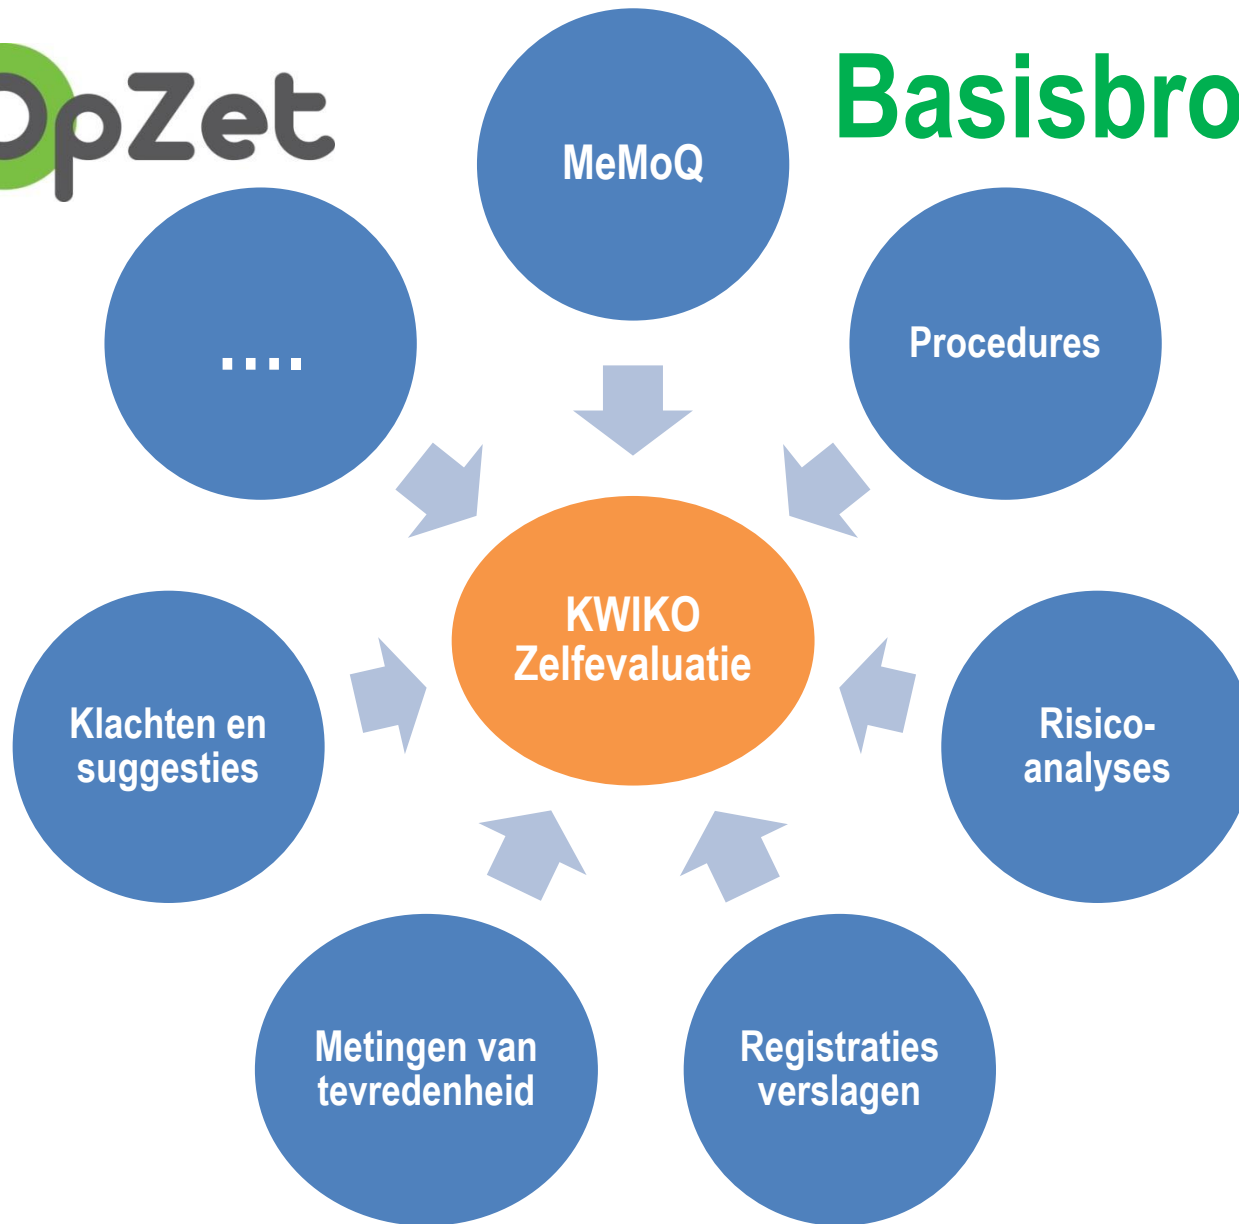 OpZet
Basisbro
MeMoQ
....
Procedures
KWIKO
Zelfevaluatie
Klachten en
suggesties
Risico-
analyses
Metingen van
tevredenheid
Registraties
verslagen